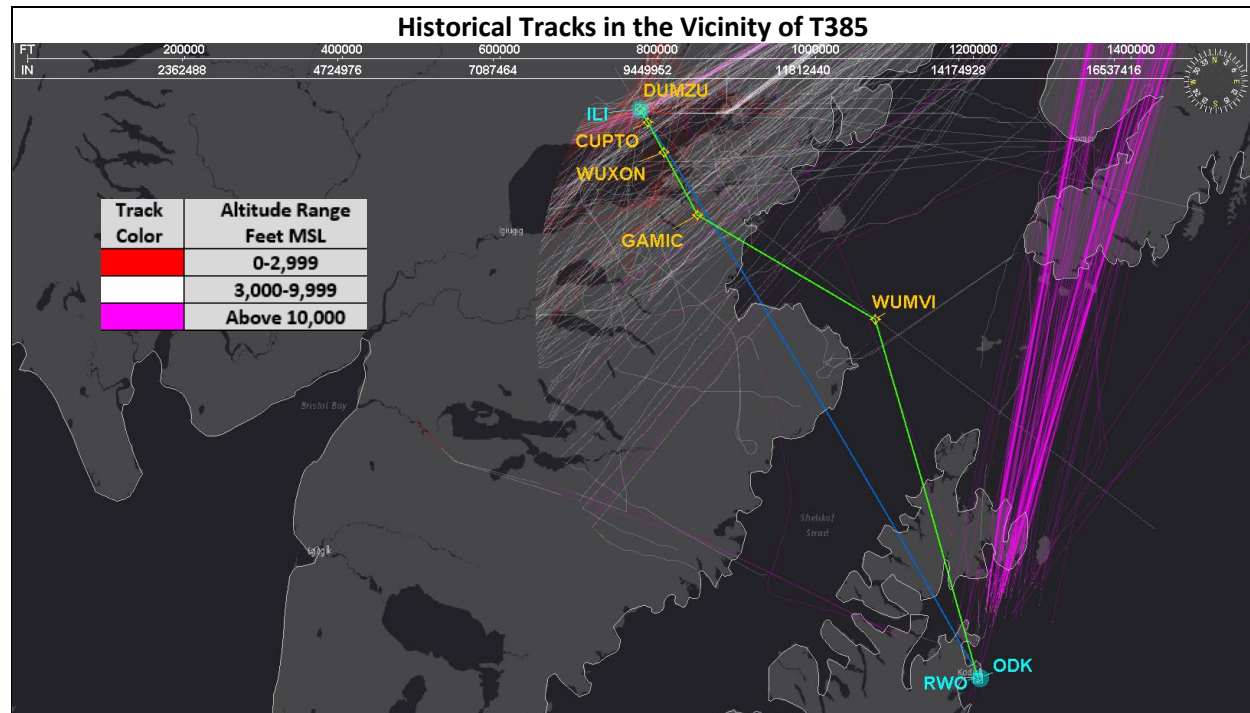 Historical Tracks in the Vicinity of T385
FT 200000 400000 600000 800000 1000000 1200000 1400000
IN 2362488 4724976 7087464 9449952 11812440 14174928 16537416
DUMZU
ILI
CUPTO
WUXON
Track Color Altitude Range Feet MSL
0-2,999
3,000-9,999
Above 10,000
Igiugig
GAMIC
WUMVI
Bristol Bay
Shelikof
Strait
Egegik
ODK
RWO